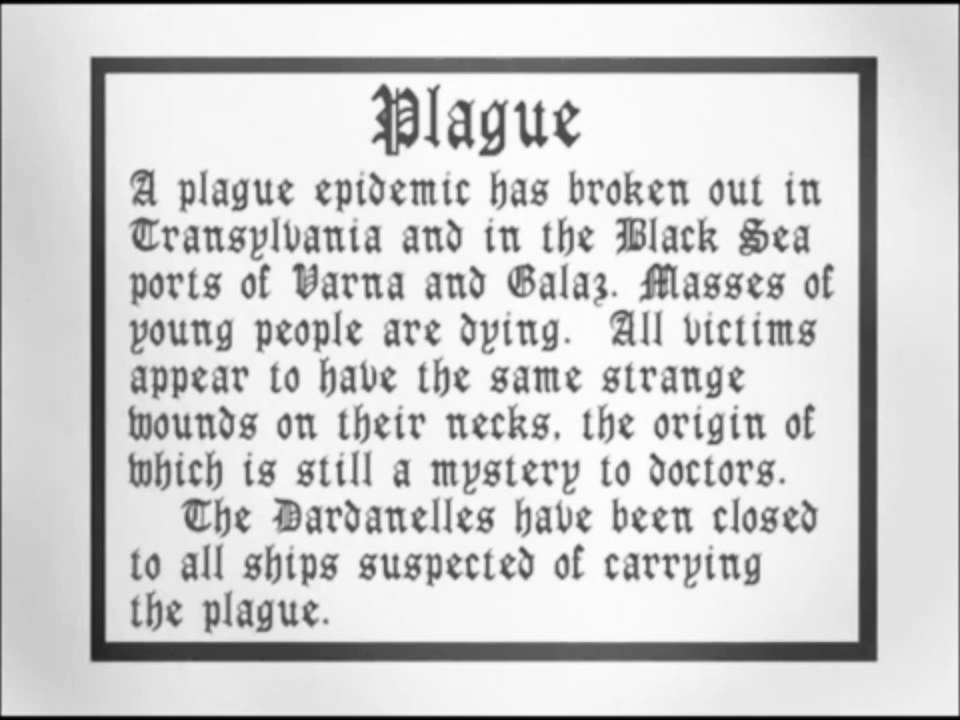 Plague
A plague epidemic has broken out in
Transylvania and in the Black Sea
ports of Varna and Galaz. Masses of
young people are dying. All victims
appear to have the same strange
wounds on their necks, the origin of
which is still a mystery to doctors.
The Dardanelles have been closed
to all ships suspected of carrying
the plague.